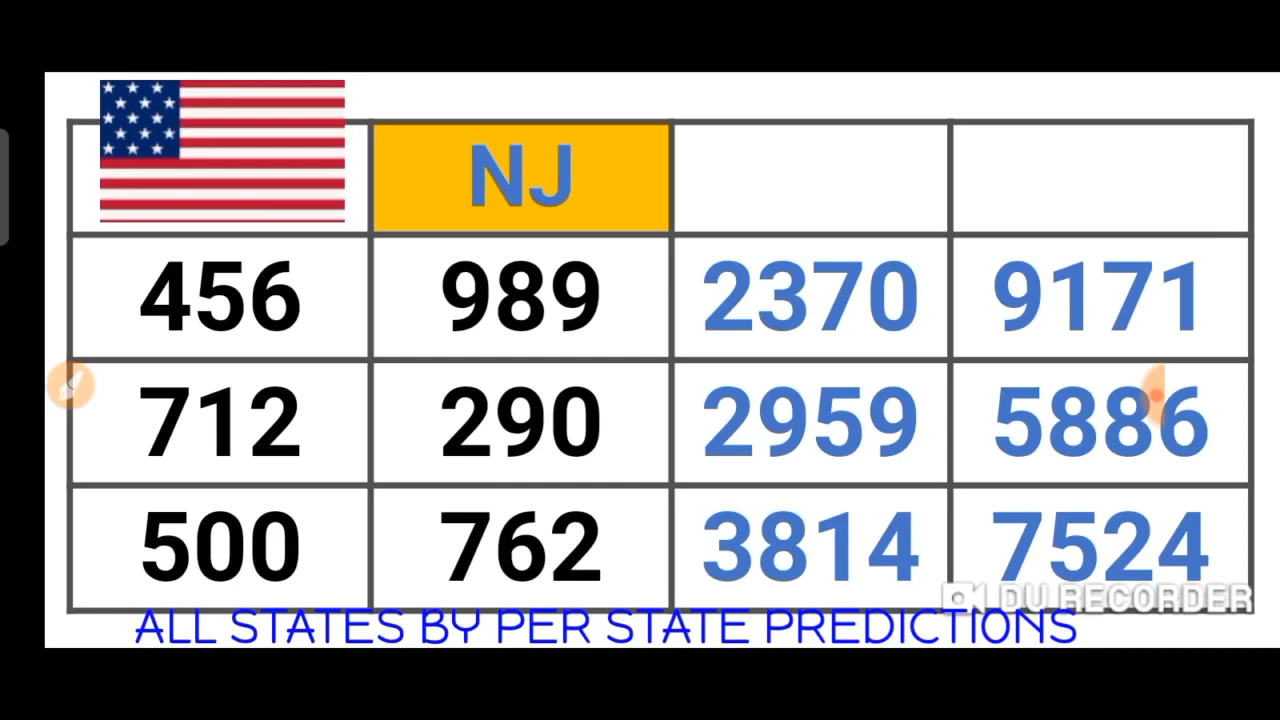 NJ
456 989 2370 9171
712 290 2959 5886
500 762 3814 7524
DU RECORDER
ALL STATES BY PER STATE PREDICTIONS